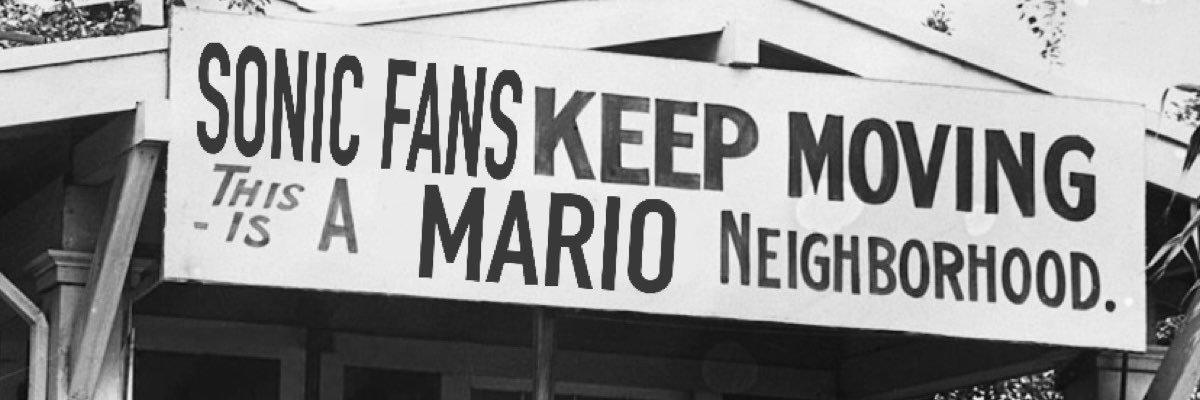 SONIC FANS KEEP MOVING
THIS
- IS A MARIO NEIGHBORHOOD.